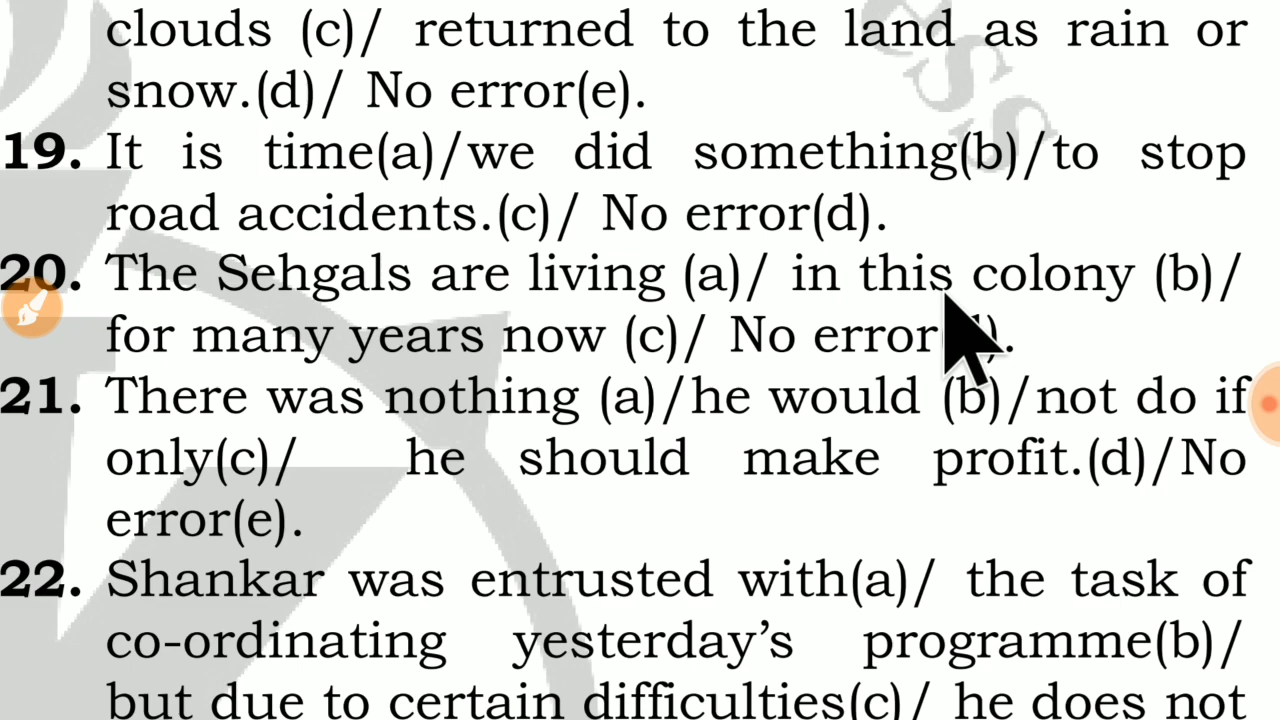 clouds (c)/ returned to the land as rain or
snow.(d)/ No error(e).
19. It is time(a)/we did something(b)/to stop
road accidents.(c)/ No error(d).
20. The Sehgals are living (a)/ in this colony (b)/
for many years now (c)/ No error ).
21. There was nothing (a)/he would (b)/not do if
only(c)/ he should make profit.(d)/No
error(e).
22. Shankar was entrusted with(a)/ the task of
co-ordinating yesterday’s programme(b)/
but due to certain difficulties(c)/ he does not